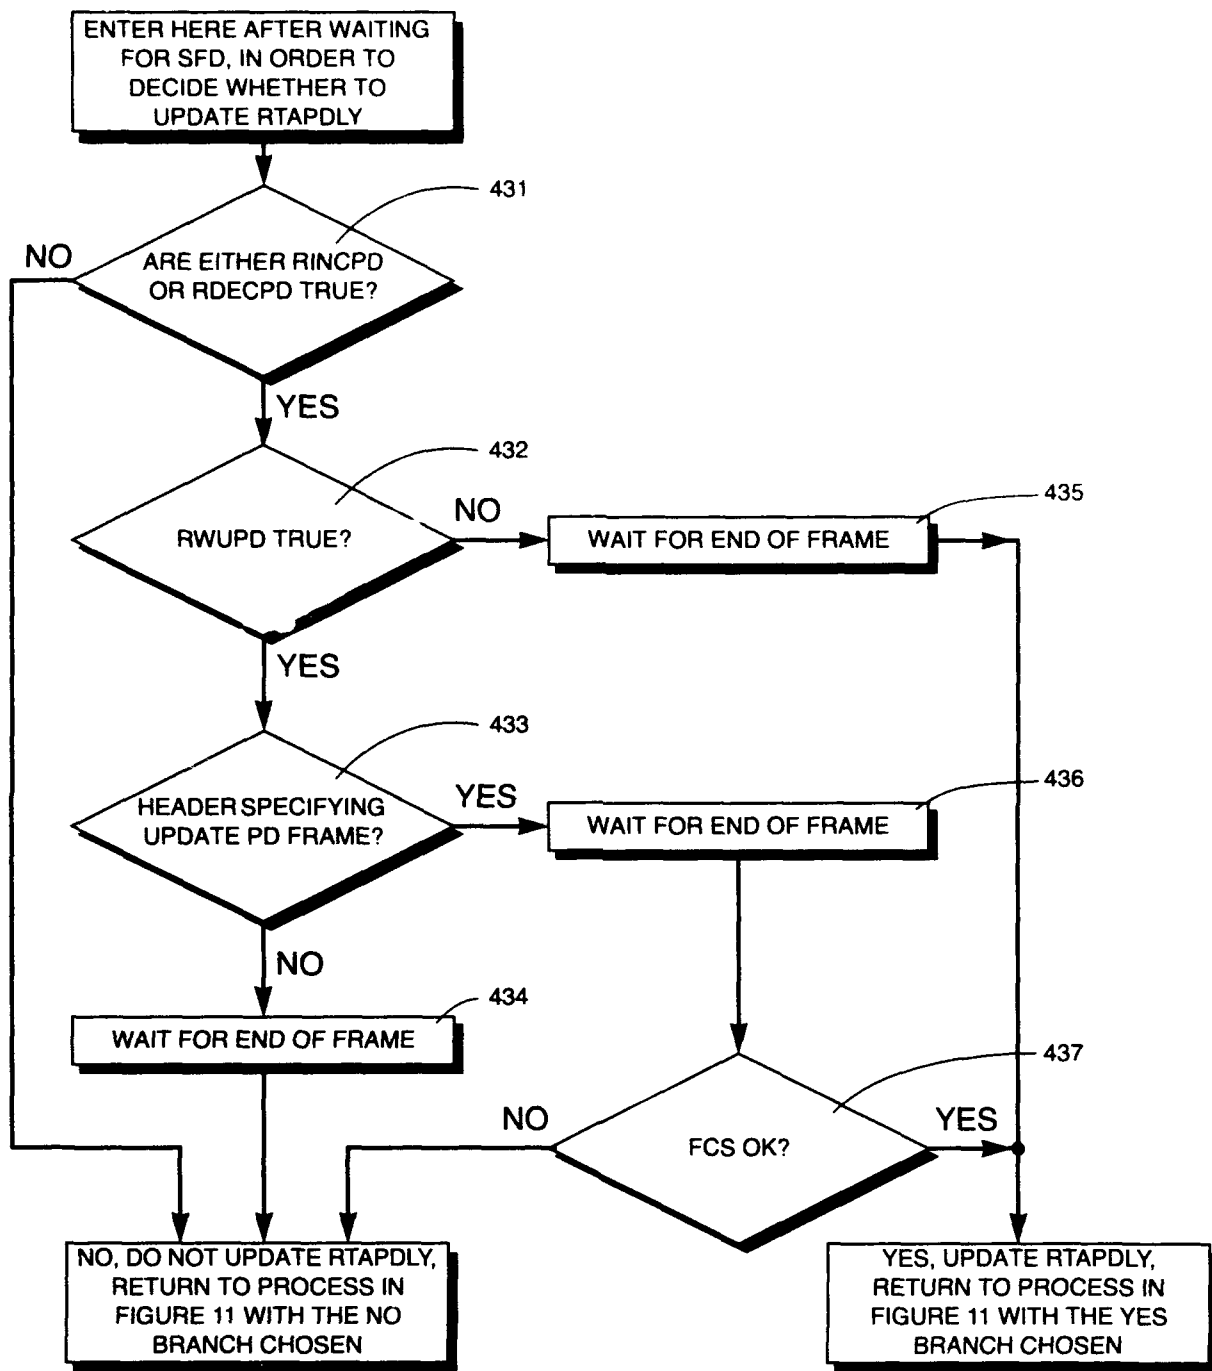 ENTER HERE AFTER WAITING
FOR SFD, IN ORDER TO
DECIDE WHETHER TO
UPDATE RTAPDLY
431
NO
ARE EITHER RINCPD
OR RDECPD TRUE?
YES
432
RWUPD TRUE?
NO
435
WAIT FOR END OF FRAME
YES
433
HEADER SPECIFYING
UPDATE PD FRAME?
YES
436
WAIT FOR END OF FRAME
NO
434
WAIT FOR END OF FRAME
437
NO
FCS OK?
YES
NO, DO NOT UPDATE RTAPDLY,
RETURN TO PROCESS IN
FIGURE 11 WITH THE NO
BRANCH CHOSEN
YES, UPDATE RTAPDLY,
RETURN TO PROCESS IN
FIGURE 11 WITH THE YES
BRANCH CHOSEN